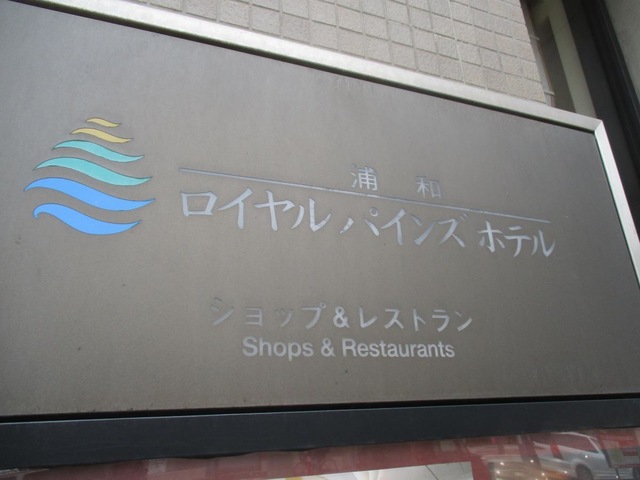 浦和
ロイヤル パインズ ホテル
ショップ&レストラン
Shops & Restaurants